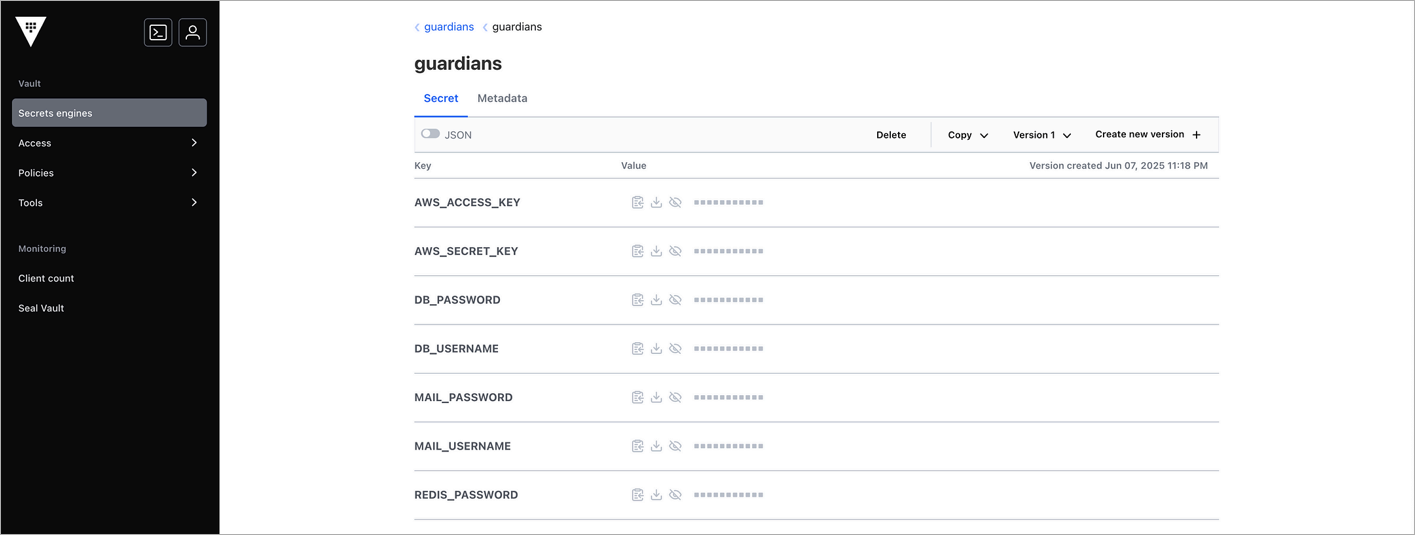 guardians guardians
guardians
Vault
Secrets engines
Access
Policies
Tools
Monitoring
Client count
Seal Vault
Secret Metadata
JSON Delete Copy Version 1 Create new version +
Key Value Version created Jun 07, 2025 11:18 PM
AWS_ACCESS_KEY
AWS_SECRET_KEY
DB_PASSWORD
DB_USERNAME
MAIL_PASSWORD
MAIL_USERNAME
REDIS_PASSWORD